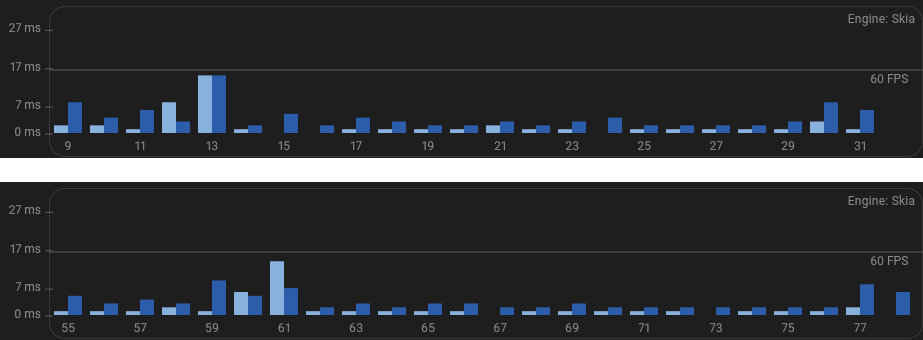 Engine: Skia
27 ms
17 ms
60 FPS
7 ms
0 ms
9 11 13 15 17 19 21 23 25 27 29 31
Engine: Skia
27 ms
17 ms
60 FPS
7 ms
0 ms
55 57 59 61 63 65 67 69 71 73 75 77